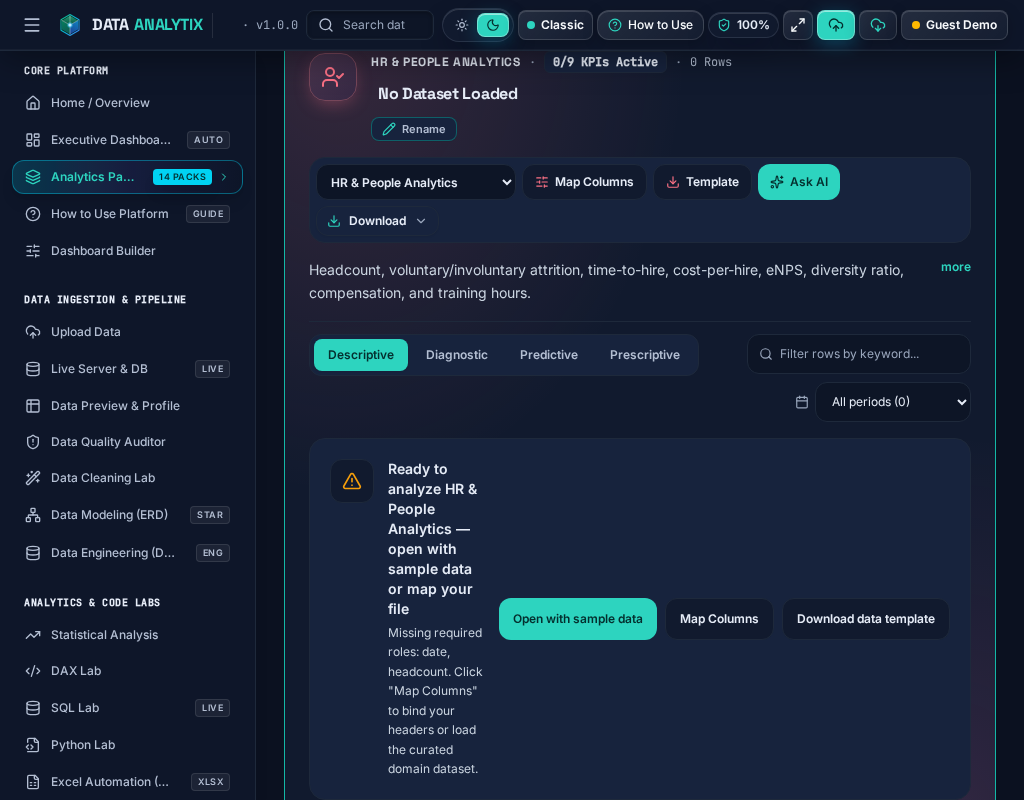 DATA ANALYTIX
· v1.0.0
Search dat
Classic
How to Use
100%
Guest Demo
CORE PLATFORM
Home / Overview
Executive Dashboa... AUTO
Analytics Pa... 14 PACKS
How to Use Platform GUIDE
Dashboard Builder
DATA INGESTION & PIPELINE
Upload Data
Live Server & DB LIVE
Data Preview & Profile
Data Quality Auditor
Data Cleaning Lab
Data Modeling (ERD) STAR
Data Engineering (D... ENG
ANALYTICS & CODE LABS
Statistical Analysis
DAX Lab
SQL Lab LIVE
Python Lab
Excel Automation (... XLSX
HR & PEOPLE ANALYTICS · 0/9 KPIs Active · 0 Rows
No Dataset Loaded
Rename
HR & People Analytics
Map Columns
Template
Ask AI
Download
Headcount, voluntary/involuntary attrition, time-to-hire, cost-per-hire, eNPS, diversity ratio,
compensation, and training hours.
more
Descriptive
Diagnostic
Predictive
Prescriptive
Filter rows by keyword...
All periods (0)
Ready to
analyze HR &
People
Analytics —
open with
sample data
or map your
file
Missing required
roles: date,
headcount. Click
"Map Columns"
to bind your
headers or load
the curated
domain dataset.
Open with sample data
Map Columns
Download data template